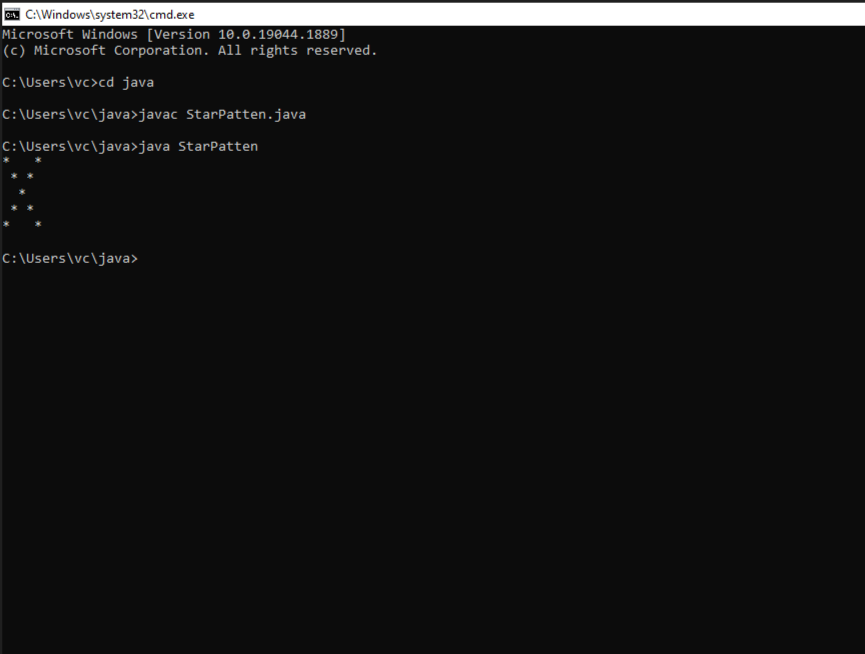 C:\Windows\system32\cmd.exe
Microsoft Windows [Version 10.0.19044.1889]
(c) Microsoft Corporation. All rights reserved.
C:\Users\vc>cd java
C:\Users\vc\java>javac StarPatten.java
C:\Users\vc\java>java StarPatten
*   *
 * *
  *
 * *
*   *
C:\Users\vc\java>